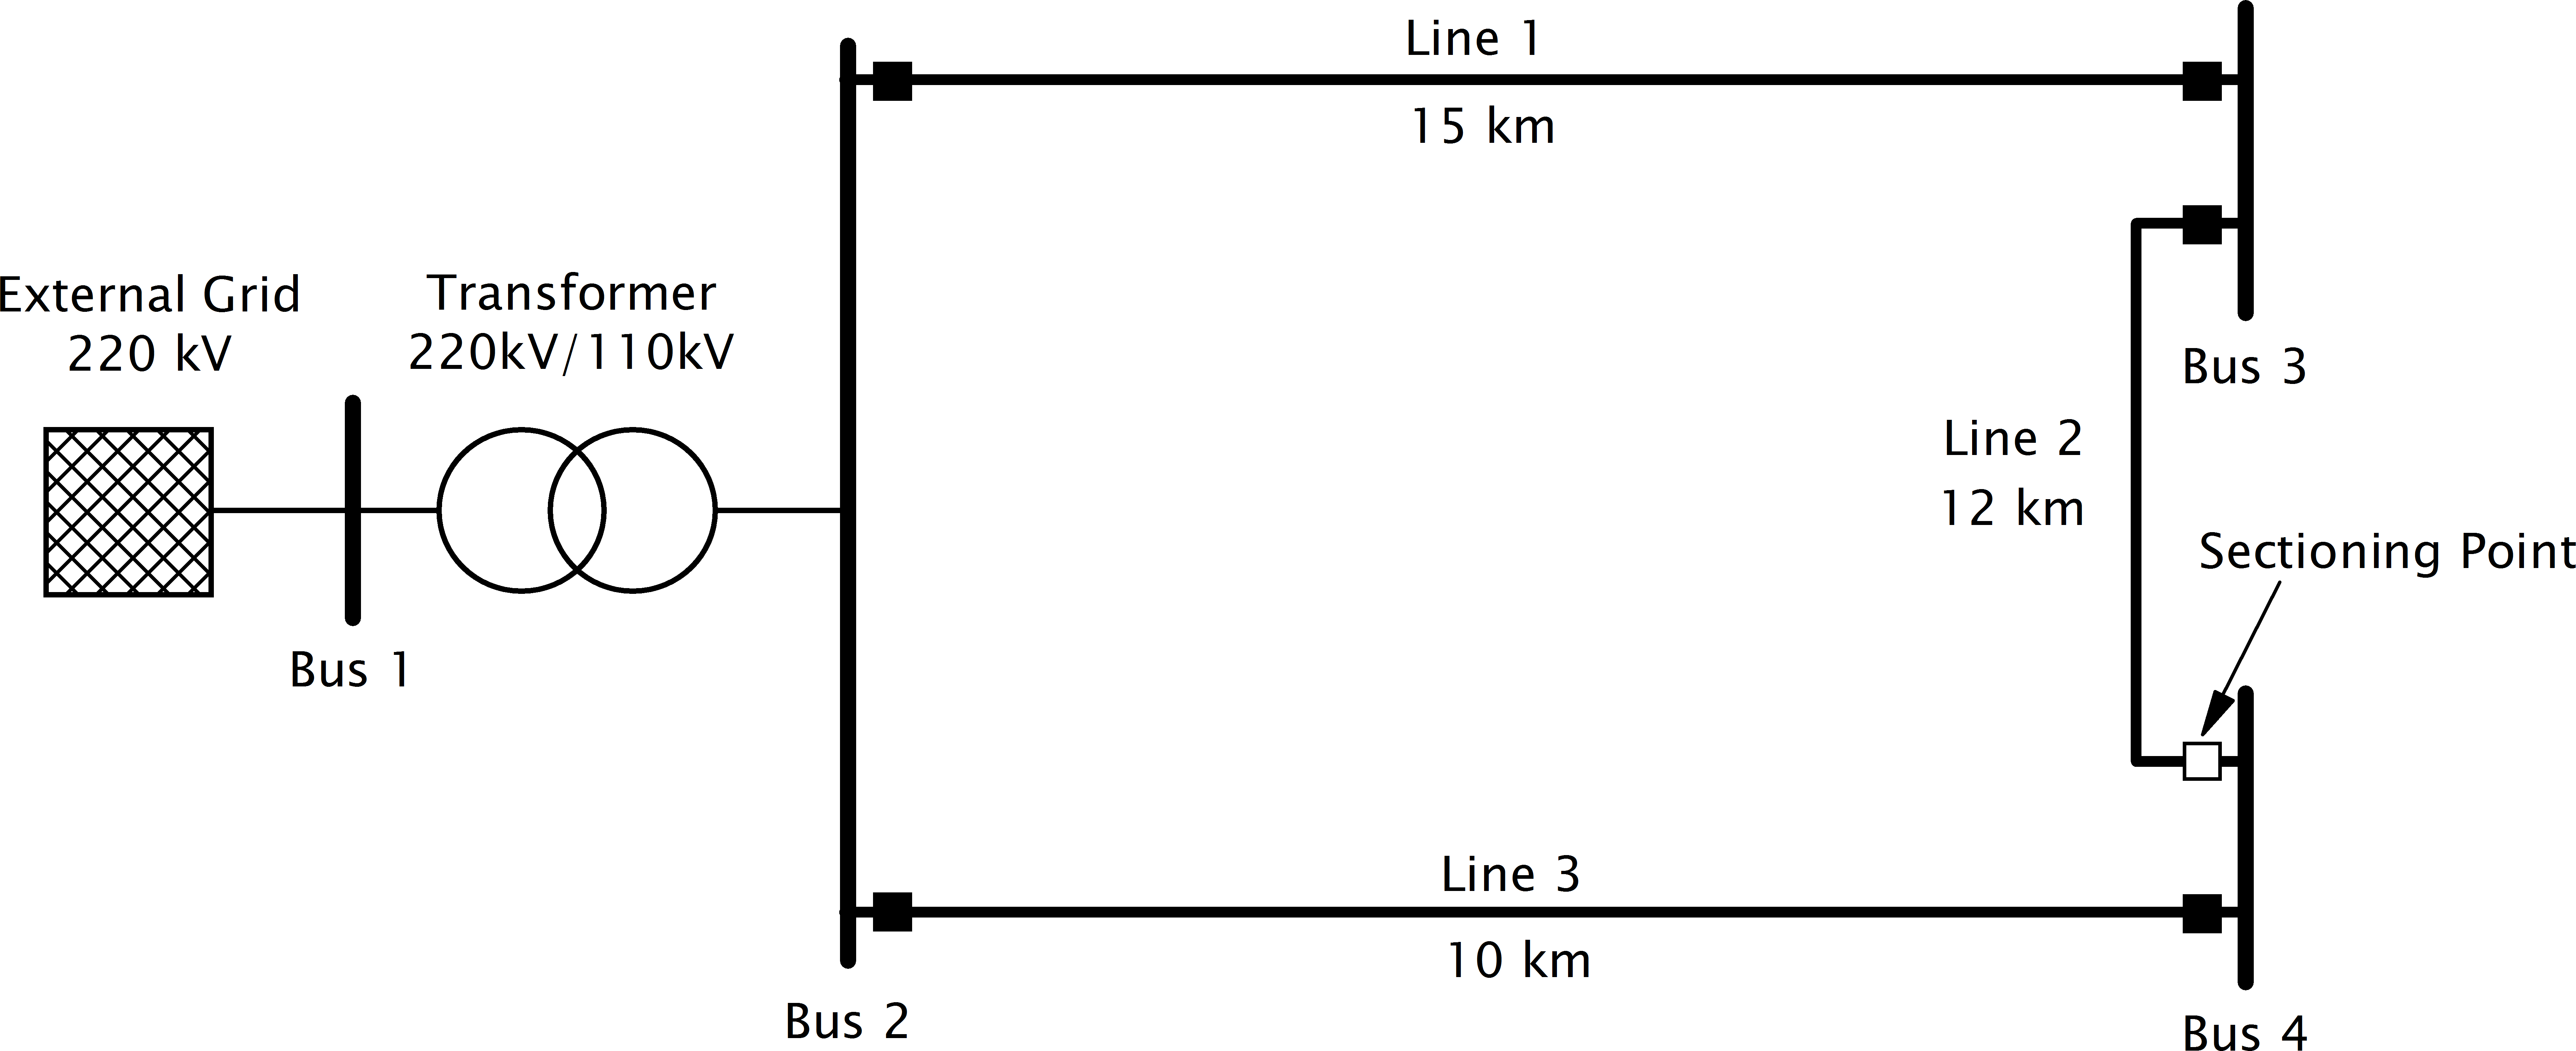 Line 1
15 km
External Grid
220 kV
Transformer
220kV/110kV
Bus 1
Bus 3
Line 2
12 km
Sectioning Point
Line 3
10 km
Bus 2
Bus 4